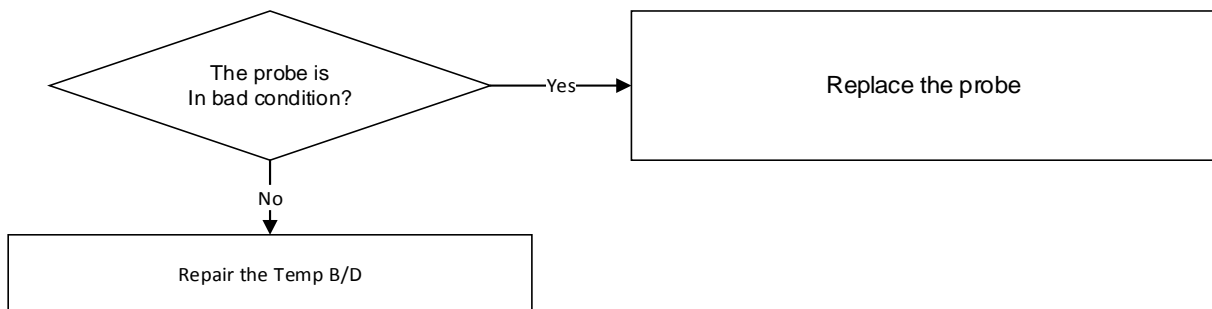 The probe is
In bad condition?
Yes
Replace the probe
No
Repair the Temp B/D